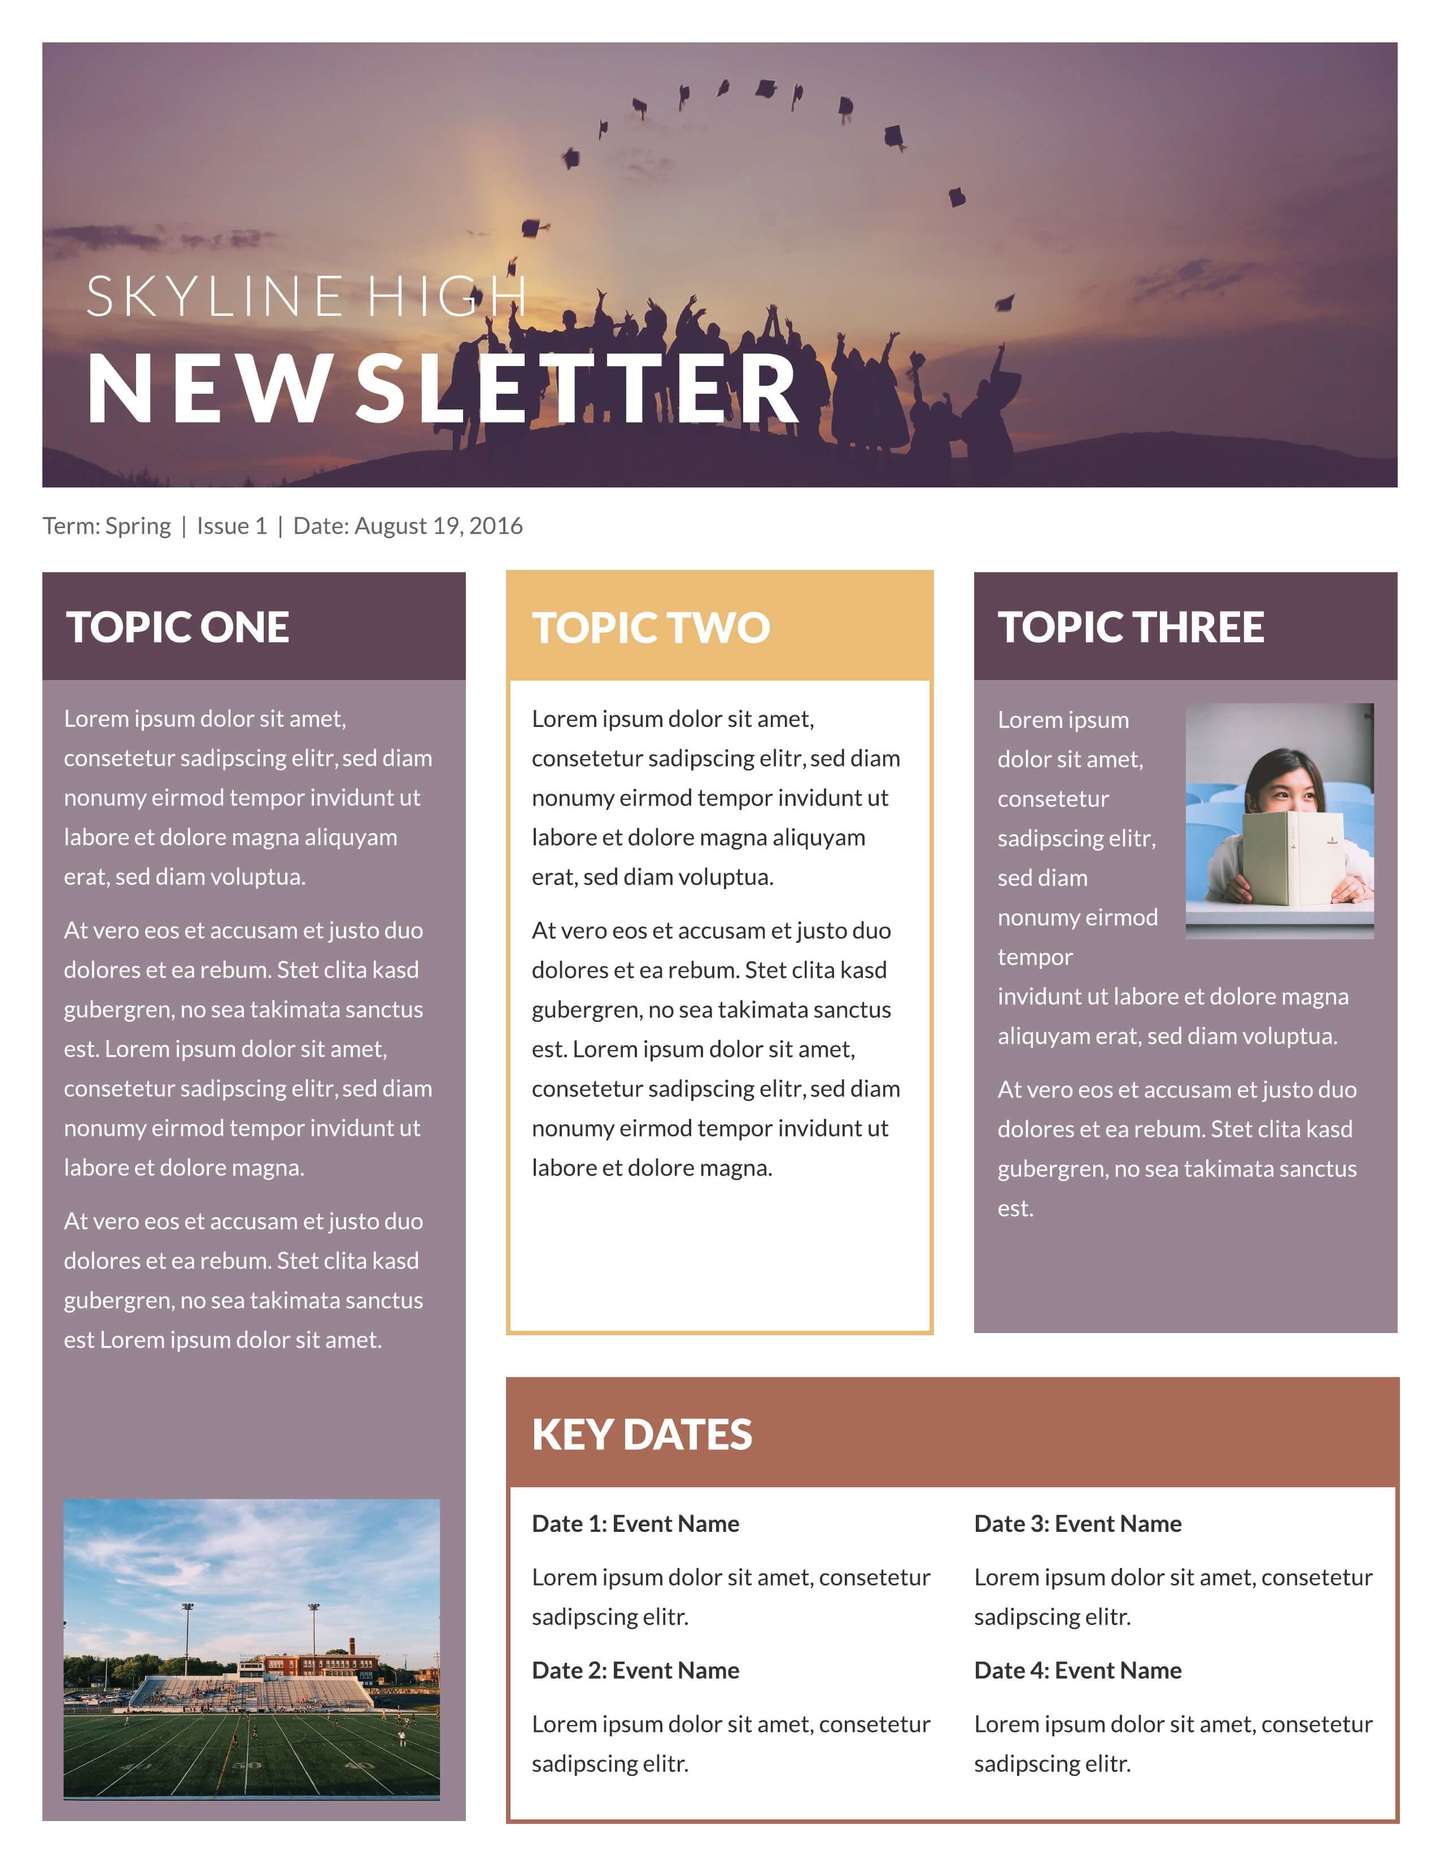 SKYLINE HIGH
NEWSLETTER
Term: Spring | Issue 1 | Date: August 19, 2016
TOPIC ONE
Lorem ipsum dolor sit amet,
consetetur sadipscing elitr, sed diam
nonumy eirmod tempor invidunt ut
labore et dolore magna aliquyam
erat, sed diam voluptua.
At vero eos et accusam et justo duo
dolores et ea rebum. Stet clita kasd
gubergren, no sea takimata sanctus
est. Lorem ipsum dolor sit amet,
consetetur sadipscing elitr, sed diam
nonumy eirmod tempor invidunt ut
labore et dolore magna.
At vero eos et accusam et justo duo
dolores et ea rebum. Stet clita kasd
gubergren, no sea takimata sanctus
est Lorem ipsum dolor sit amet.
TOPIC TWO
Lorem ipsum dolor sit amet,
consetetur sadipscing elitr, sed diam
nonumy eirmod tempor invidunt ut
labore et dolore magna aliquyam
erat, sed diam voluptua.
At vero eos et accusam et justo duo
dolores et ea rebum. Stet clita kasd
gubergren, no sea takimata sanctus
est. Lorem ipsum dolor sit amet,
consetetur sadipscing elitr, sed diam
nonumy eirmod tempor invidunt ut
labore et dolore magna.
TOPIC THREE
Lorem ipsum
dolor sit amet,
consetetur
sadipscing elitr,
sed diam
nonumy eirmod
tempor
invidunt ut labore et dolore magna
aliquyam erat, sed diam voluptua.
At vero eos et accusam et justo duo
dolores et ea rebum. Stet clita kasd
gubergren, no sea takimata sanctus
est.
KEY DATES
Date 1: Event Name
Lorem ipsum dolor sit amet, consetetur
sadipscing elitr.
Date 2: Event Name
Lorem ipsum dolor sit amet, consetetur
sadipscing elitr.
Date 3: Event Name
Lorem ipsum dolor sit amet, consetetur
sadipscing elitr.
Date 4: Event Name
Lorem ipsum dolor sit amet, consetetur
sadipscing elitr.
50